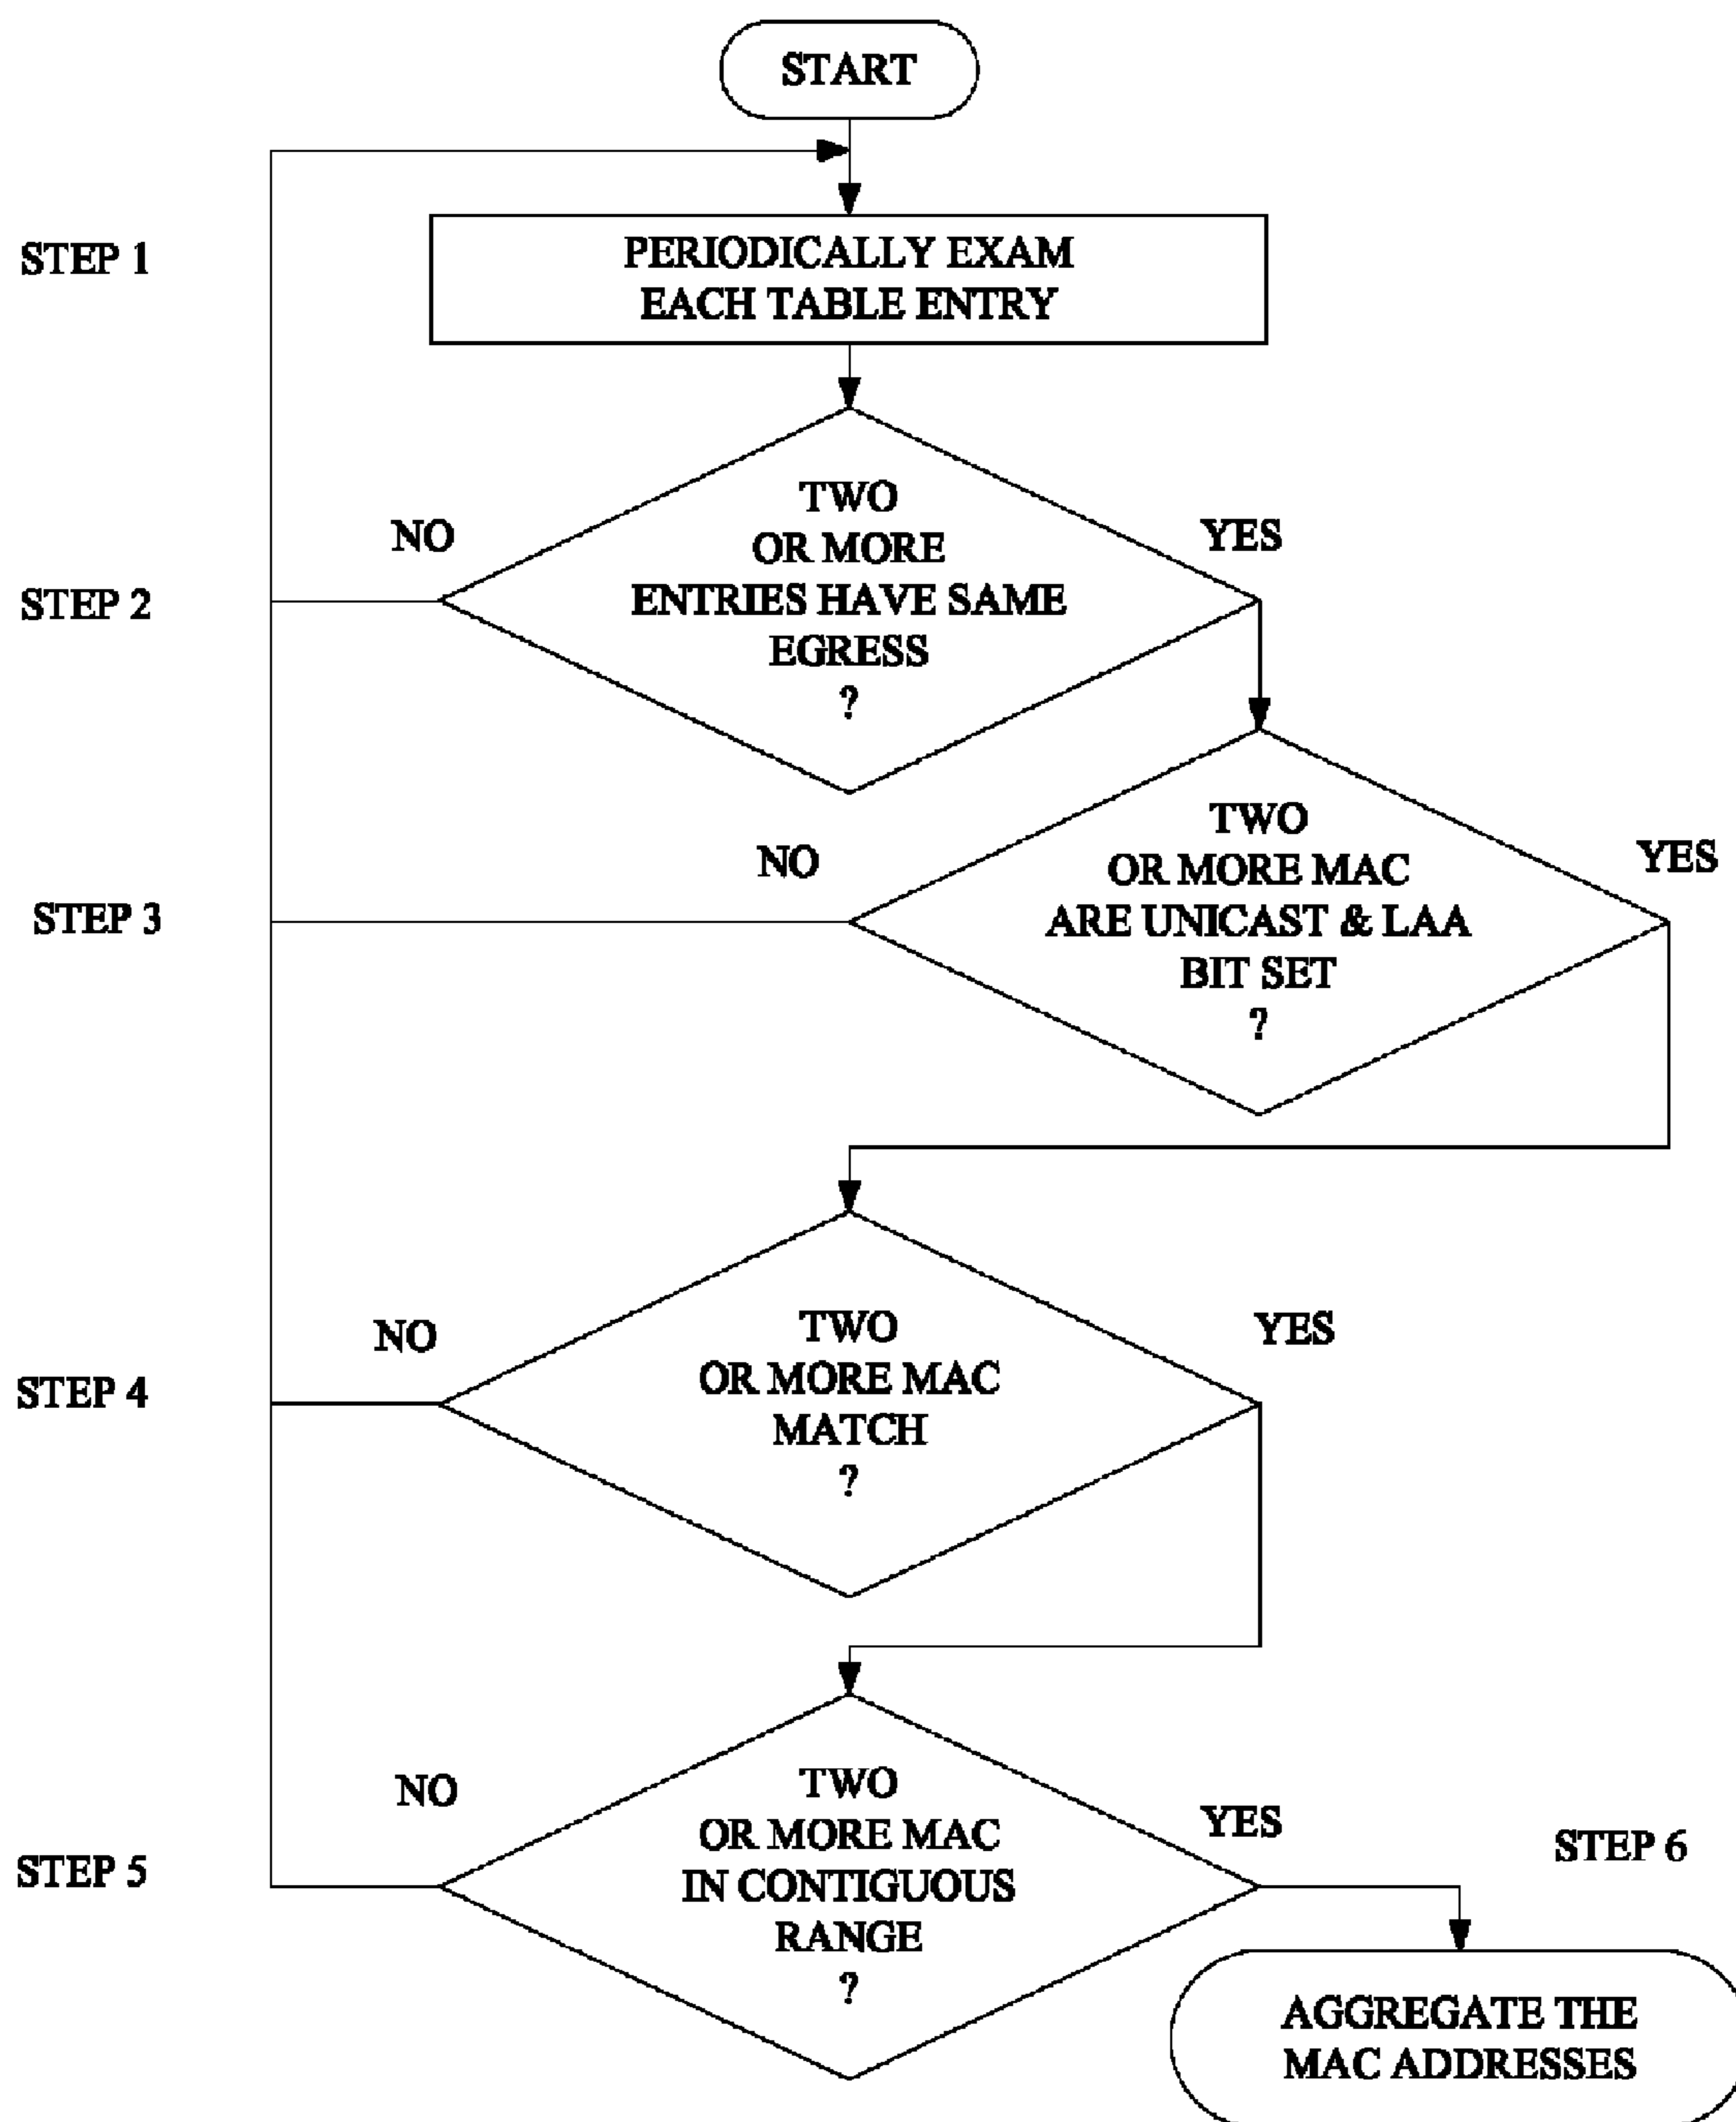 START
STEP 1
PERIODICALLY EXAM
EACH TABLE ENTRY
STEP 2
NO
TWO
OR MORE
ENTRIES HAVE SAME
EGRESS
?
YES
STEP 3
NO
TWO
OR MORE MAC
ARE UNICAST & LAA
BIT SET
?
YES
STEP 4
NO
TWO
OR MORE MAC
MATCH
?
YES
STEP 5
NO
TWO
OR MORE MAC
IN CONTIGUOUS
RANGE
?
YES
STEP 6
AGGREGATE THE
MAC ADDRESSES